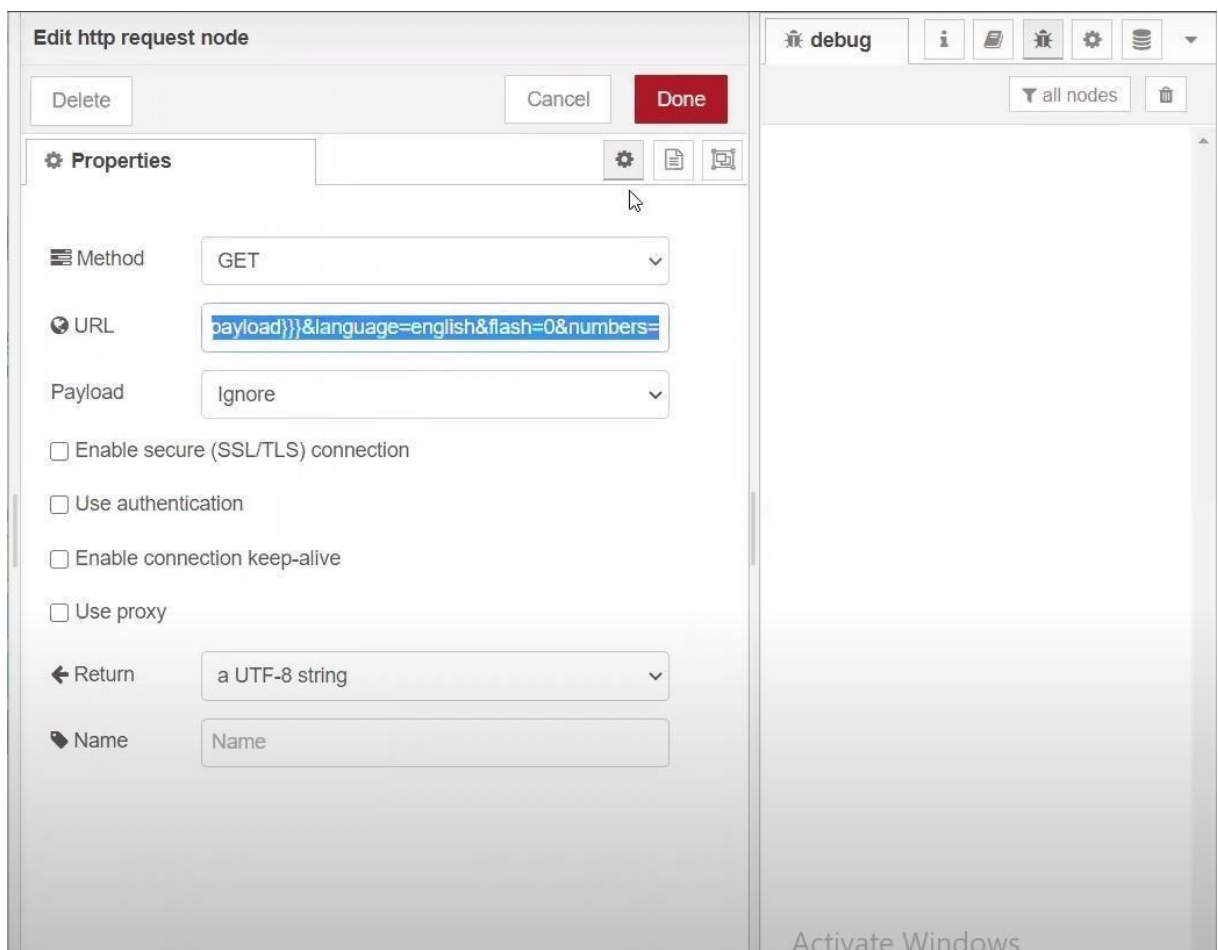 Edit http request node
debug
i
Delete
Cancel
Done
all nodes
Properties
Method
GET
URL
payload}}}&language=english&flash=0&numbers=
Payload
Ignore
Enable secure (SSL/TLS) connection
Use authentication
Enable connection keep-alive
Use proxy
Return
a UTF-8 string
Name
Name
Activate Windows